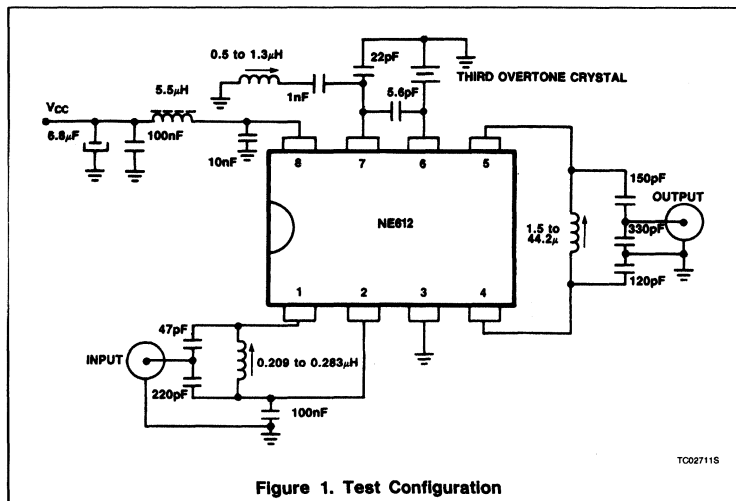 0.5 to 1.3μH
22pF
THIRD OVERTONE CRYSTAL
5.5μH
1nF
5.6pF
VCC
6.8μF
100nF
10nF
8
7
6
5
NE612
150pF
OUTPUT
330pF
1.5 to
44.2μ
120pF
1
2
3
4
47pF
INPUT
0.209 to 0.283μH
220pF
100nF
TC02711S
Figure 1. Test Configuration